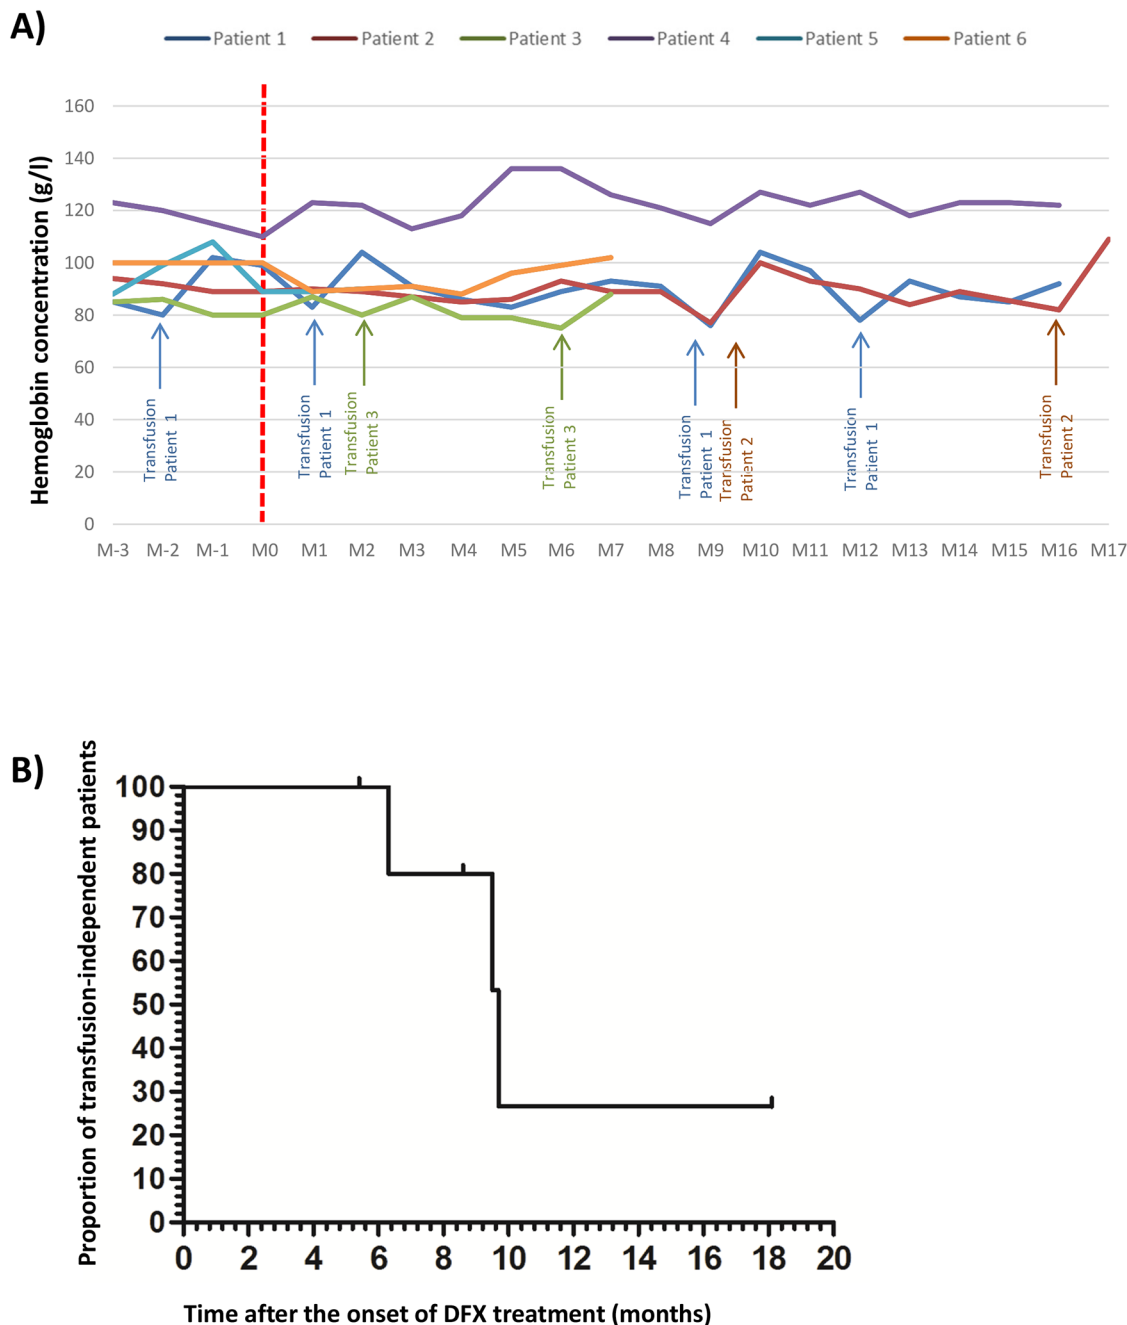 A)
Patient 1 Patient 2 Patient 3 Patient 4 Patient 5 Patient 6
Hemoglobin concentration (g/l)
160
140
120
100
80
60
40
20
0
Transfusion
Patient 1
Transfusion
Patient 1
Transfusion
Patient 3
Transfusion
Patient 3
Transfusion
Patient 1
Transfusion
Patient 2
Transfusion
Patient 1
Transfusion
Patient 2
M-3 M-2 M-1 M0 M1 M2 M3 M4 M5 M6 M7 M8 M9 M10 M11 M12 M13 M14 M15 M16 M17
B)
Proportion of transfusion-independent patients
100
90
80
70
60
50
40
30
20
10
0
0 2 4 6 8 10 12 14 16 18 20
Time after the onset of DFX treatment (months)